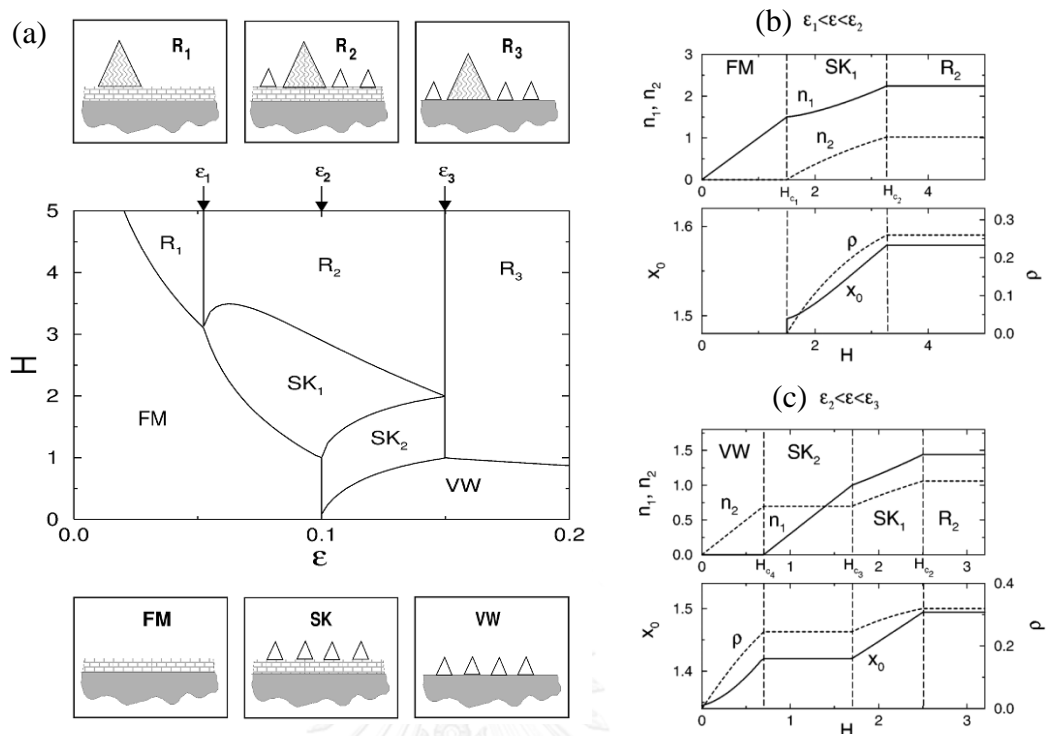 (a)
R₁
R₂
R₃
ε₁
ε₂
ε₃
5
4
3
2
1
0
H
R₁
R₂
R₃
FM
SK₁
SK₂
VW
0.0
0.1
0.2
ε
FM
SK
VW
(b) ε₁<ε<ε₂
FM
SK₁
R₂
3
2
1
0
n₁, n₂
n₁
n₂
0
H_c₁
2
H_c₂
4
1.6
1.5
x₀
ρ
x₀
0.3
0.2
0.1
0.0
ρ
0
2
4
H
(c) ε₂<ε<ε₃
VW
SK₂
SK₁
R₂
1.5
1.0
0.5
0.0
n₁, n₂
n₂
n₁
0
H_c₄
1
H_c₃
2
H_c₂
3
1.5
1.4
x₀
ρ
x₀
0.4
0.2
0.0
ρ
0
1
2
3
H